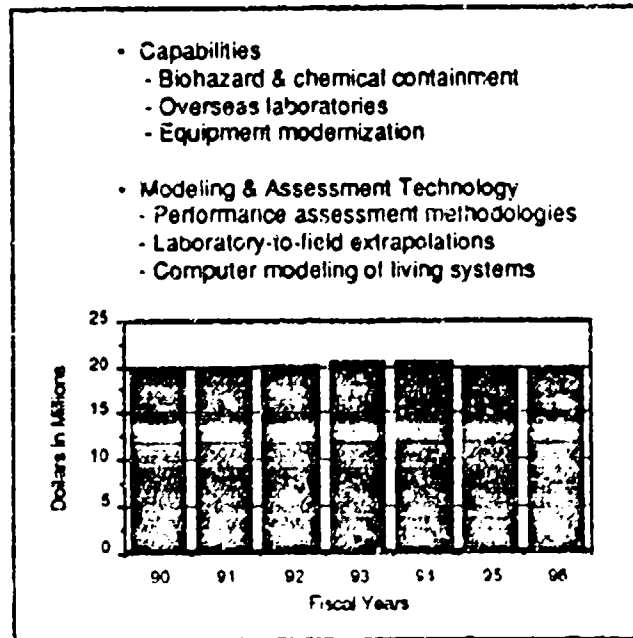 • Capabilities
- Biohazard & chemical containment
- Overseas laboratories
- Equipment modernization
• Modeling & Assessment Technology
- Performance assessment methodologies
- Laboratory-to-field extrapolations
- Computer modeling of living systems
25
20
15
10
5
0
Dollars in Millions
90 91 92 93 94 95 96
Fiscal Years